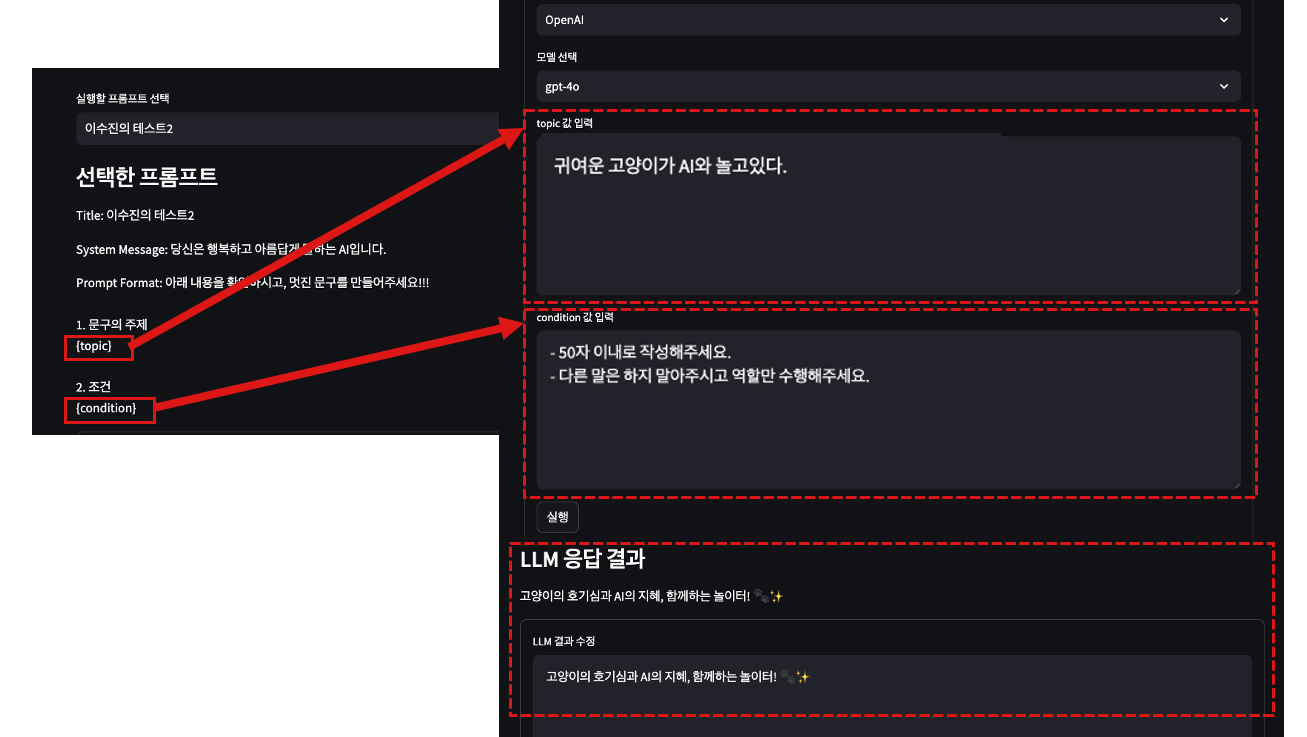 실행할 프롬프트 선택
이수진의 테스트2
선택한 프롬프트
Title: 이수진의 테스트2
System Message: 당신은 행복하고 아름답게 말하는 AI입니다.
Prompt Format: 아래 내용을 확인하시고, 멋진 문구를 만들어주세요!!!
1. 문구의 주제
{topic}
2. 조건
{condition}
OpenAI
모델 선택
gpt-4o
topic 값 입력
귀여운 고양이가 AI와 놀고있다.
condition 값 입력
- 50자 이내로 작성해주세요.
- 다른 말은 하지 말아주시고 역할만 수행해주세요.
실행
LLM 응답 결과
고양이의 호기심과 AI의 지혜, 함께하는 놀이터! 🐾✨
LLM 결과 수정
고양이의 호기심과 AI의 지혜, 함께하는 놀이터! 🐾✨